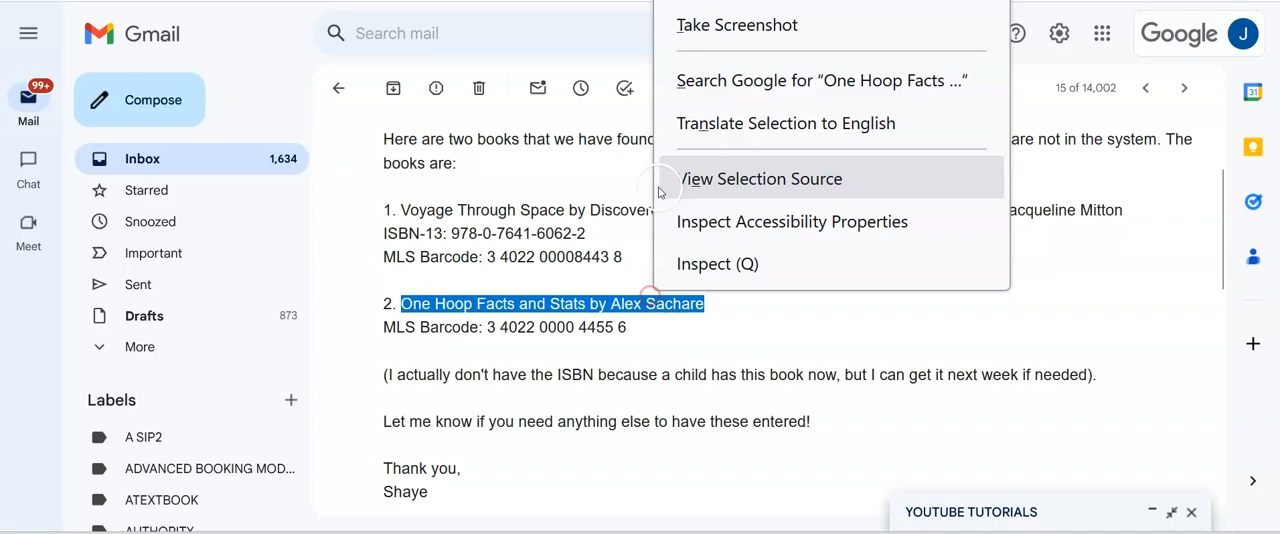 Gmail
Search mail
Google
J
99+
Mail
Chat
Meet
Compose
Inbox 1,634
Starred
Snoozed
Important
Sent
Drafts 873
More
Labels
A SIP2
ADVANCED BOOKING MOD...
ATEXTBOOK
AUTHORITY
15 of 14,002
Here are two books that we have found are not in the system. The
books are:
1. Voyage Through Space by Discover acqueline Mitton
ISBN-13: 978-0-7641-6062-2
MLS Barcode: 3 4022 00008443 8
2. One Hoop Facts and Stats by Alex Sachare
MLS Barcode: 3 4022 0000 4455 6
(I actually don't have the ISBN because a child has this book now, but I can get it next week if needed).
Let me know if you need anything else to have these entered!
Thank you,
Shaye
Take Screenshot
Search Google for “One Hoop Facts ...”
Translate Selection to English
View Selection Source
Inspect Accessibility Properties
Inspect (Q)
31
YOUTUBE TUTORIALS